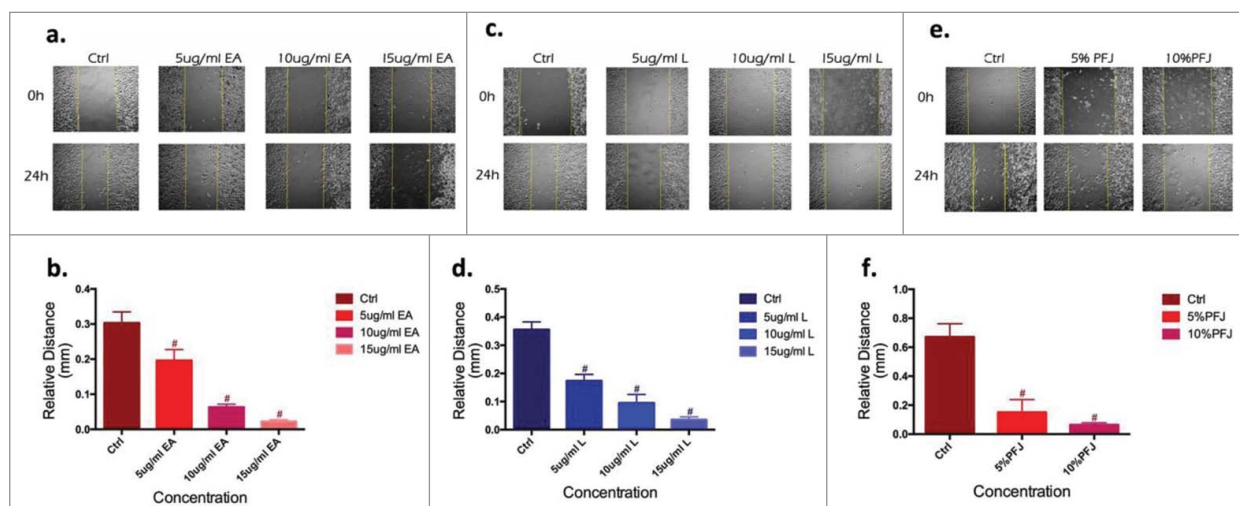 a.
Ctrl 5ug/ml EA 10ug/ml EA 15ug/ml EA
0h
24h
c.
Ctrl 5ug/ml L 10ug/ml L 15ug/ml L
0h
24h
e.
Ctrl 5% PFJ 10%PFJ
0h
24h
b.
Relative Distance
(mm)
0.4
0.3
0.2
0.1
0.0
#
#
#
Ctrl
5ug/ml EA
10ug/ml EA
15ug/ml EA
Concentration
Ctrl
5ug/ml EA
10ug/ml EA
15ug/ml EA
d.
Relative Distance
(mm)
0.5
0.4
0.3
0.2
0.1
0.0
#
#
#
Ctrl
5ug/ml L
10ug/ml L
15ug/ml L
Concentration
Ctrl
5ug/ml L
10ug/ml L
15ug/ml L
f.
Relative Distance
(mm)
1.0
0.8
0.6
0.4
0.2
0.0
#
#
Ctrl
5%PFJ
10%PFJ
Concentration
Ctrl
5%PFJ
10%PFJ